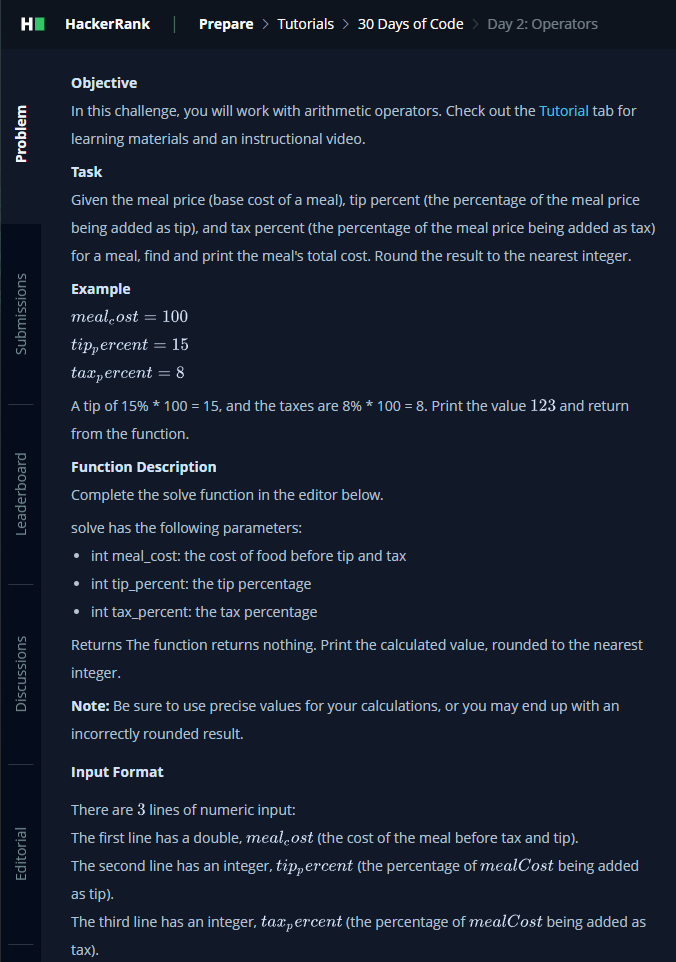 H HackerRank | Prepare > Tutorials > 30 Days of Code > Day 2: Operators
Problem
Submissions
Leaderboard
Discussions
Editorial
Objective
In this challenge, you will work with arithmetic operators. Check out the Tutorial tab for
learning materials and an instructional video.
Task
Given the meal price (base cost of a meal), tip percent (the percentage of the meal price
being added as tip), and tax percent (the percentage of the meal price being added as tax)
for a meal, find and print the meal's total cost. Round the result to the nearest integer.
Example
meal_cost = 100
tip_percent = 15
tax_percent = 8
A tip of 15% * 100 = 15, and the taxes are 8% * 100 = 8. Print the value 123 and return
from the function.
Function Description
Complete the solve function in the editor below.
solve has the following parameters:
• int meal_cost: the cost of food before tip and tax
• int tip_percent: the tip percentage
• int tax_percent: the tax percentage
Returns The function returns nothing. Print the calculated value, rounded to the nearest
integer.
Note: Be sure to use precise values for your calculations, or you may end up with an
incorrectly rounded result.
Input Format
There are 3 lines of numeric input:
The first line has a double, meal_cost (the cost of the meal before tax and tip).
The second line has an integer, tip_percent (the percentage of mealCost being added
as tip).
The third line has an integer, tax_percent (the percentage of mealCost being added as
tax).